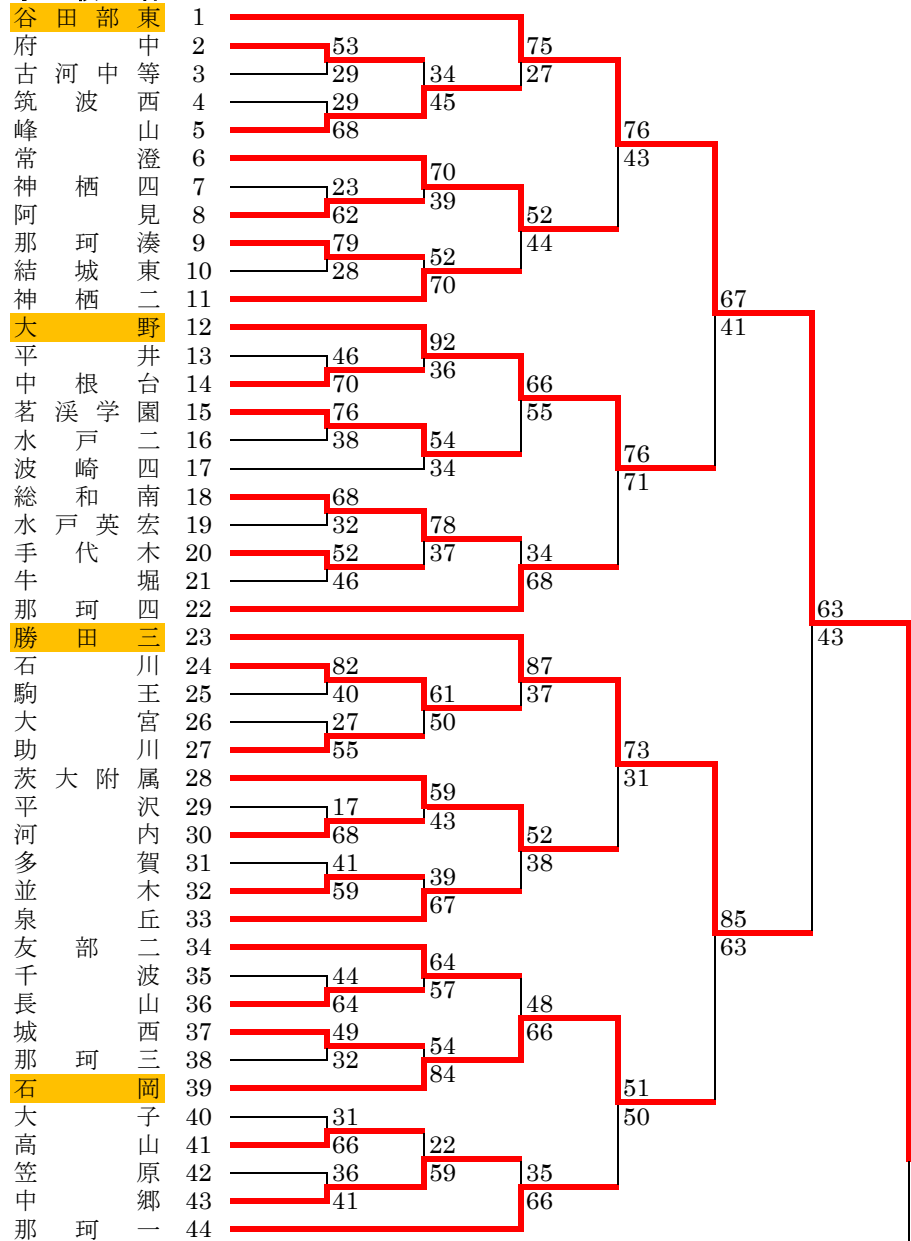 谷田部東 1
75
府中 2
53
古河中等 3
29
34
27
筑波西 4
29
45
峰山 5
68
76
常澄 6
43
70
神栖四 7
23
39
阿見 8
62
52
那珂湊 9
79
44
52
結城東 10
28
70
神栖二 11
67
大野 12
41
92
平井 13
46
36
中根台 14
70
66
茗溪学園 15
76
55
水戸二 16
38
54
76
波崎四 17
34
71
総和南 18
68
水戸英宏 19
32
78
手代木 20
52
37
34
牛堀 21
46
68
那珂四 22
63
勝田三 23
43
石川 24
82
87
駒王 25
40
61
37
大宮 26
27
50
助川 27
55
73
茨大附属 28
31
59
平沢 29
17
43
河内 30
68
52
多賀 31
41
38
39
並木 32
59
67
泉丘 33
85
友部二 34
63
64
千波 35
44
57
長山 36
64
48
城西 37
49
66
54
那珂三 38
32
84
石岡 39
51
大子 40
31
50
高山 41
66
22
笠原 42
36
59
35
中郷 43
41
66
那珂一 44